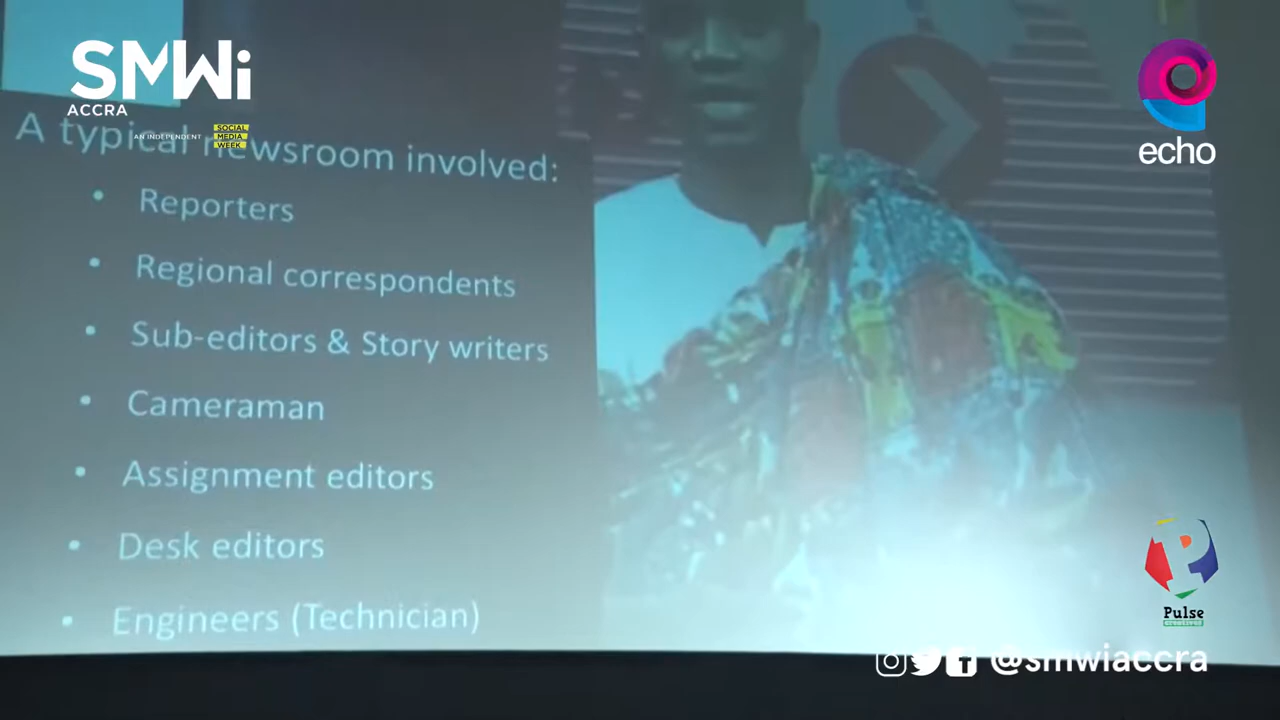 SMWi
ACCRA
AN INDEPENDENT
SOCIAL
MEDIA
WEEK
echo
A typical newsroom involved:
• Reporters
• Regional correspondents
• Sub-editors & Story writers
• Cameraman
• Assignment editors
• Desk editors
• Engineers (Technician)
P
Pulse
@smwiaccra